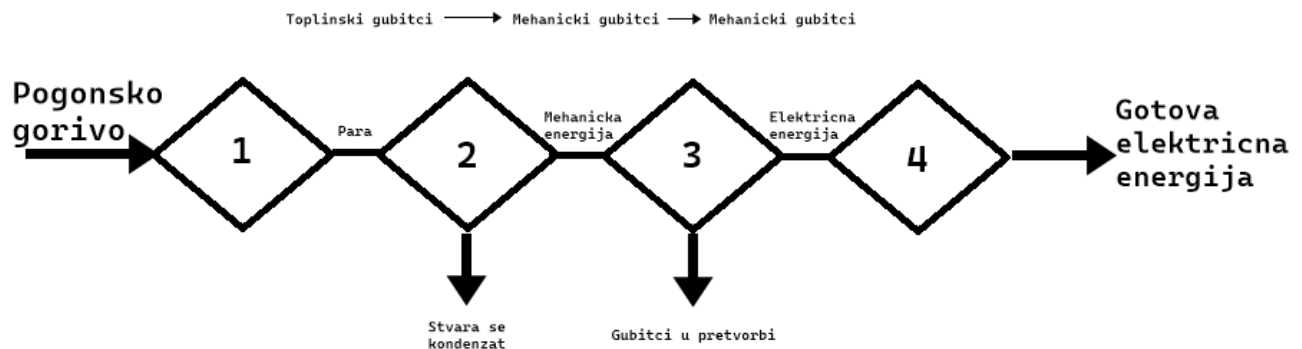 Toplinski gubitci
Mehanicki gubitci
Mehanicki gubitci
Pogonsko
gorivo
1
Para
2
Mehanicka
energija
3
Elektricna
energija
4
Gotova
elektricna
energija
Stvara se
kondenzat
Gubitci u pretvorbi